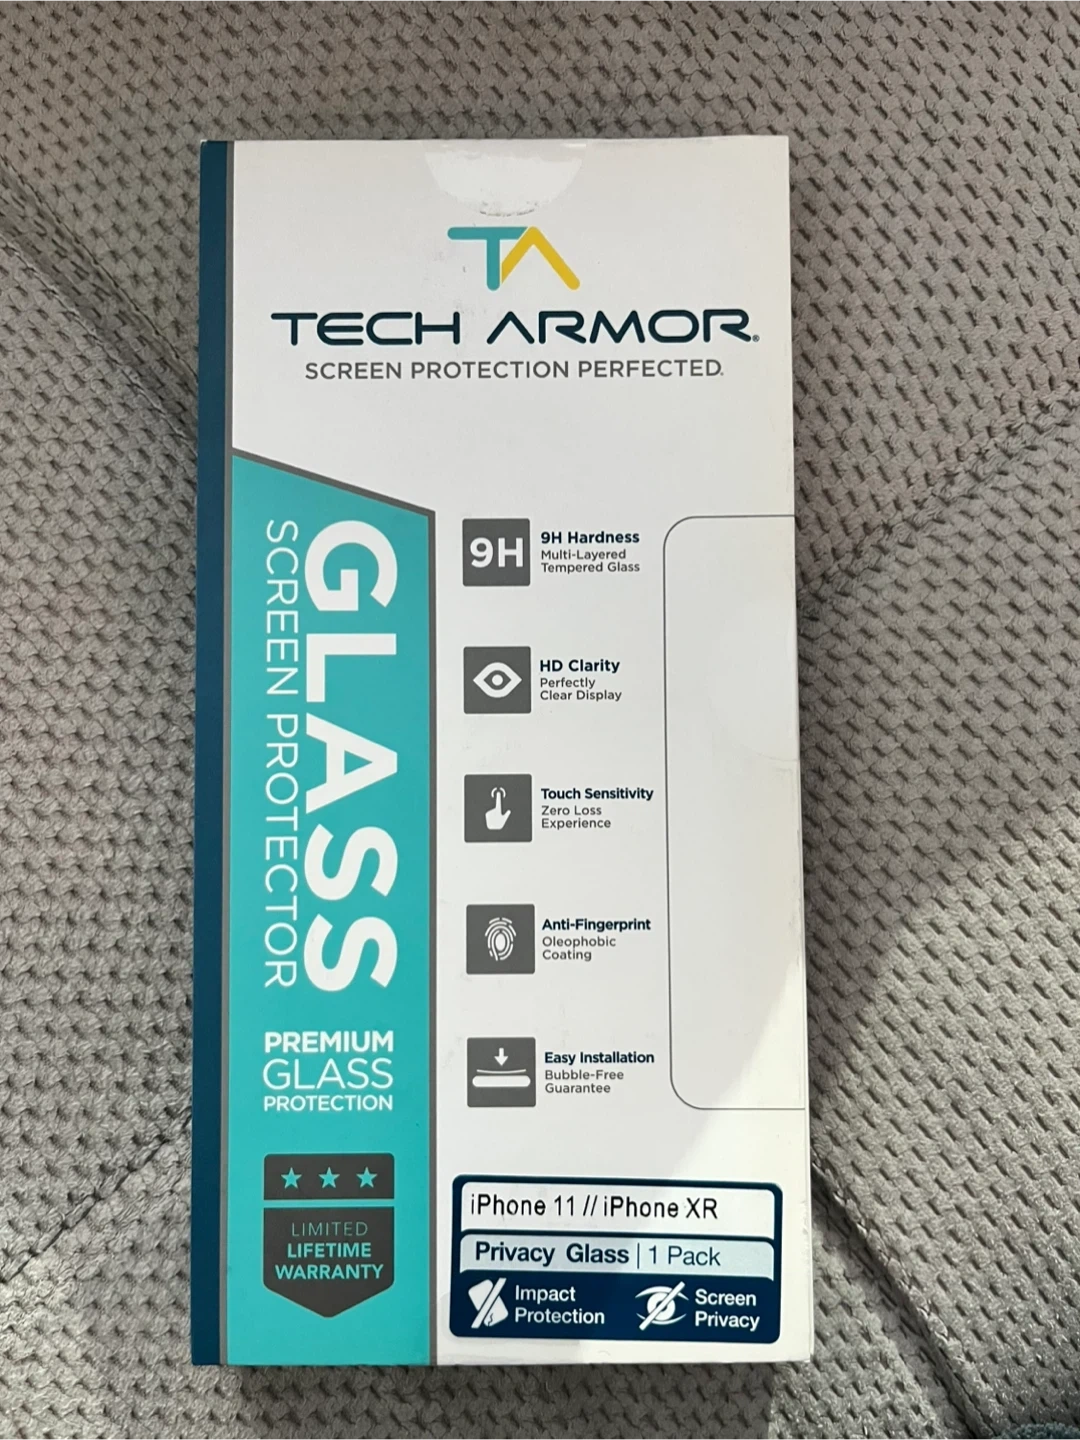 TA
TECH ARMOR®
SCREEN PROTECTION PERFECTED.
GLASS
SCREEN PROTECTOR
PREMIUM
GLASS
PROTECTION
LIMITED
LIFETIME
WARRANTY
9H
9H Hardness
Multi-Layered
Tempered Glass
HD Clarity
Perfectly
Clear Display
Touch Sensitivity
Zero Loss
Experience
Anti-Fingerprint
Oleophobic
Coating
Easy Installation
Bubble-Free
Guarantee
iPhone 11 // iPhone XR
Privacy Glass | 1 Pack
Impact
Protection
Screen
Privacy